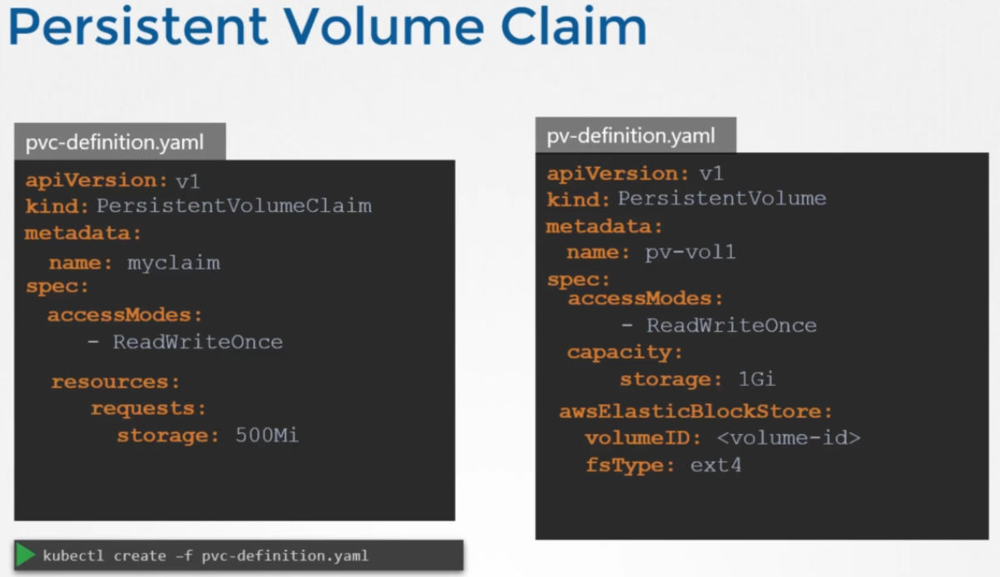 Persistent Volume Claim
pvc-definition.yaml
apiVersion: v1
kind: PersistentVolumeClaim
metadata:
name: myclaim
spec:
accessModes:
- ReadWriteOnce
resources:
requests:
storage: 500Mi
kubectl create –f pvc-definition.yaml
pv-definition.yaml
apiVersion: v1
kind: PersistentVolume
metadata:
name: pv-vol1
spec:
accessModes:
- ReadWriteOnce
capacity:
storage: 1Gi
awsElasticBlockStore:
volumeID: <volume-id>
fsType: ext4